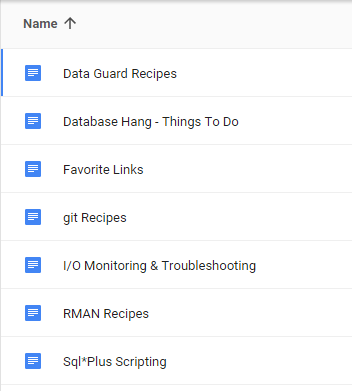 Name
Data Guard Recipes
Database Hang - Things To Do
Favorite Links
git Recipes
I/O Monitoring & Troubleshooting
RMAN Recipes
Sql*Plus Scripting